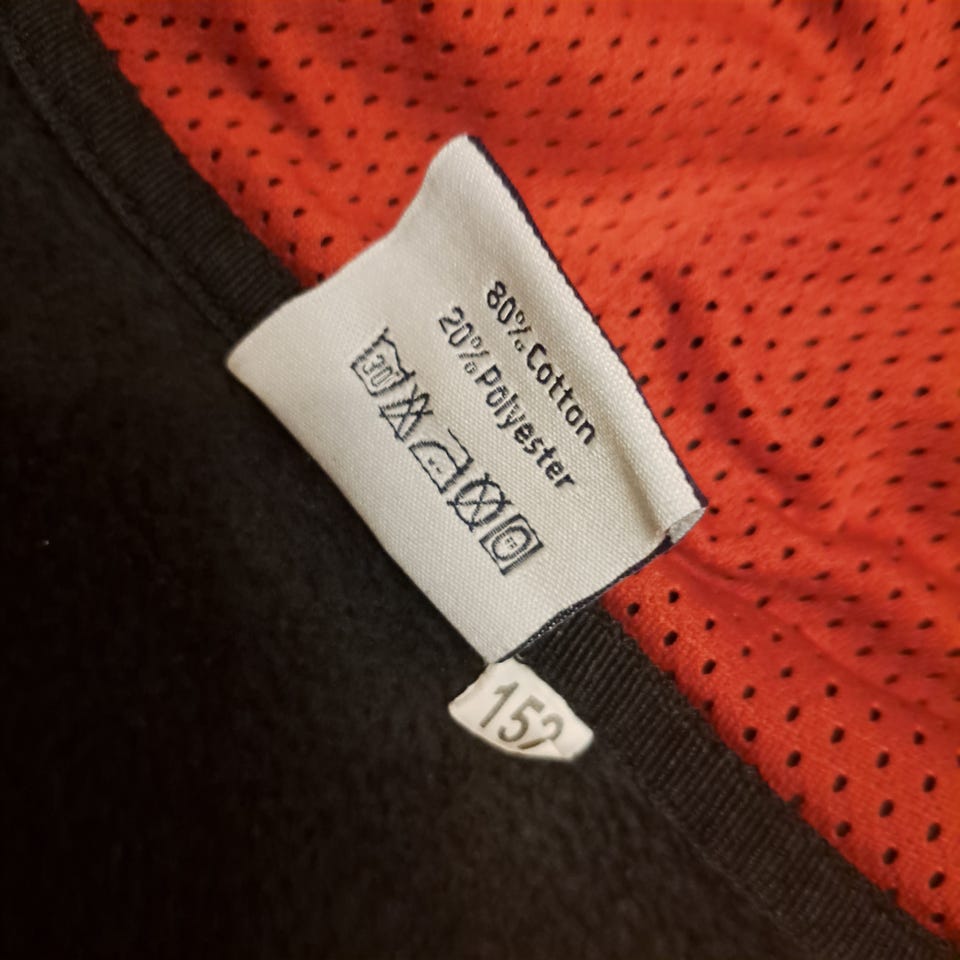 80% Cotton
20% Polyester
30
152